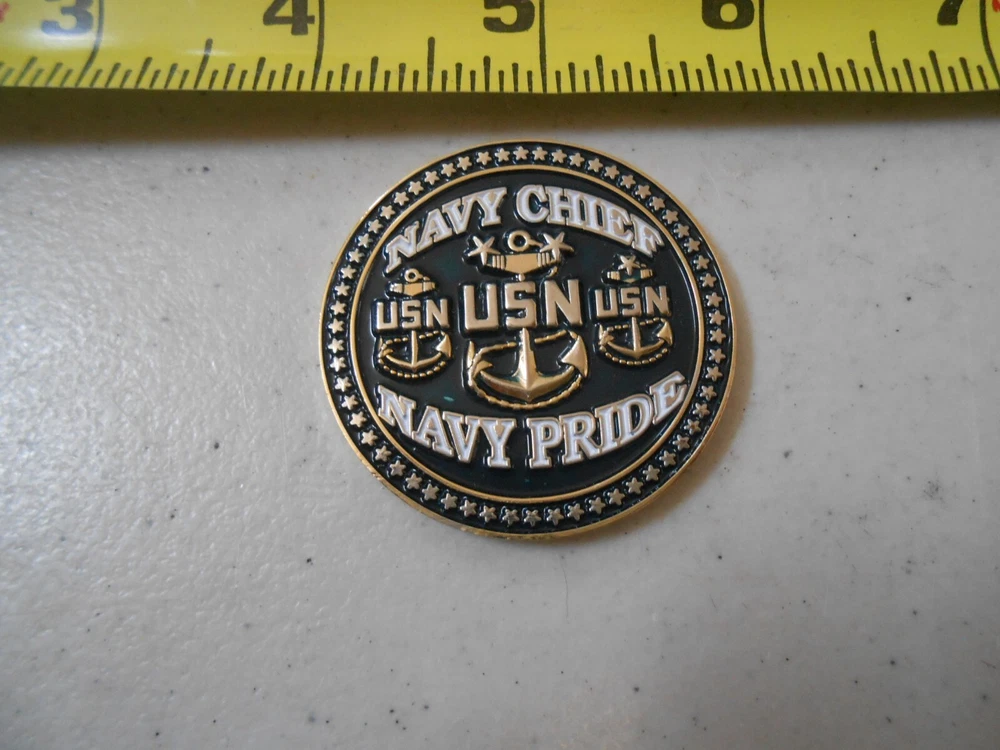 3 4 5 6 7
NAVY CHIEF
USN USN USN
NAVY PRIDE